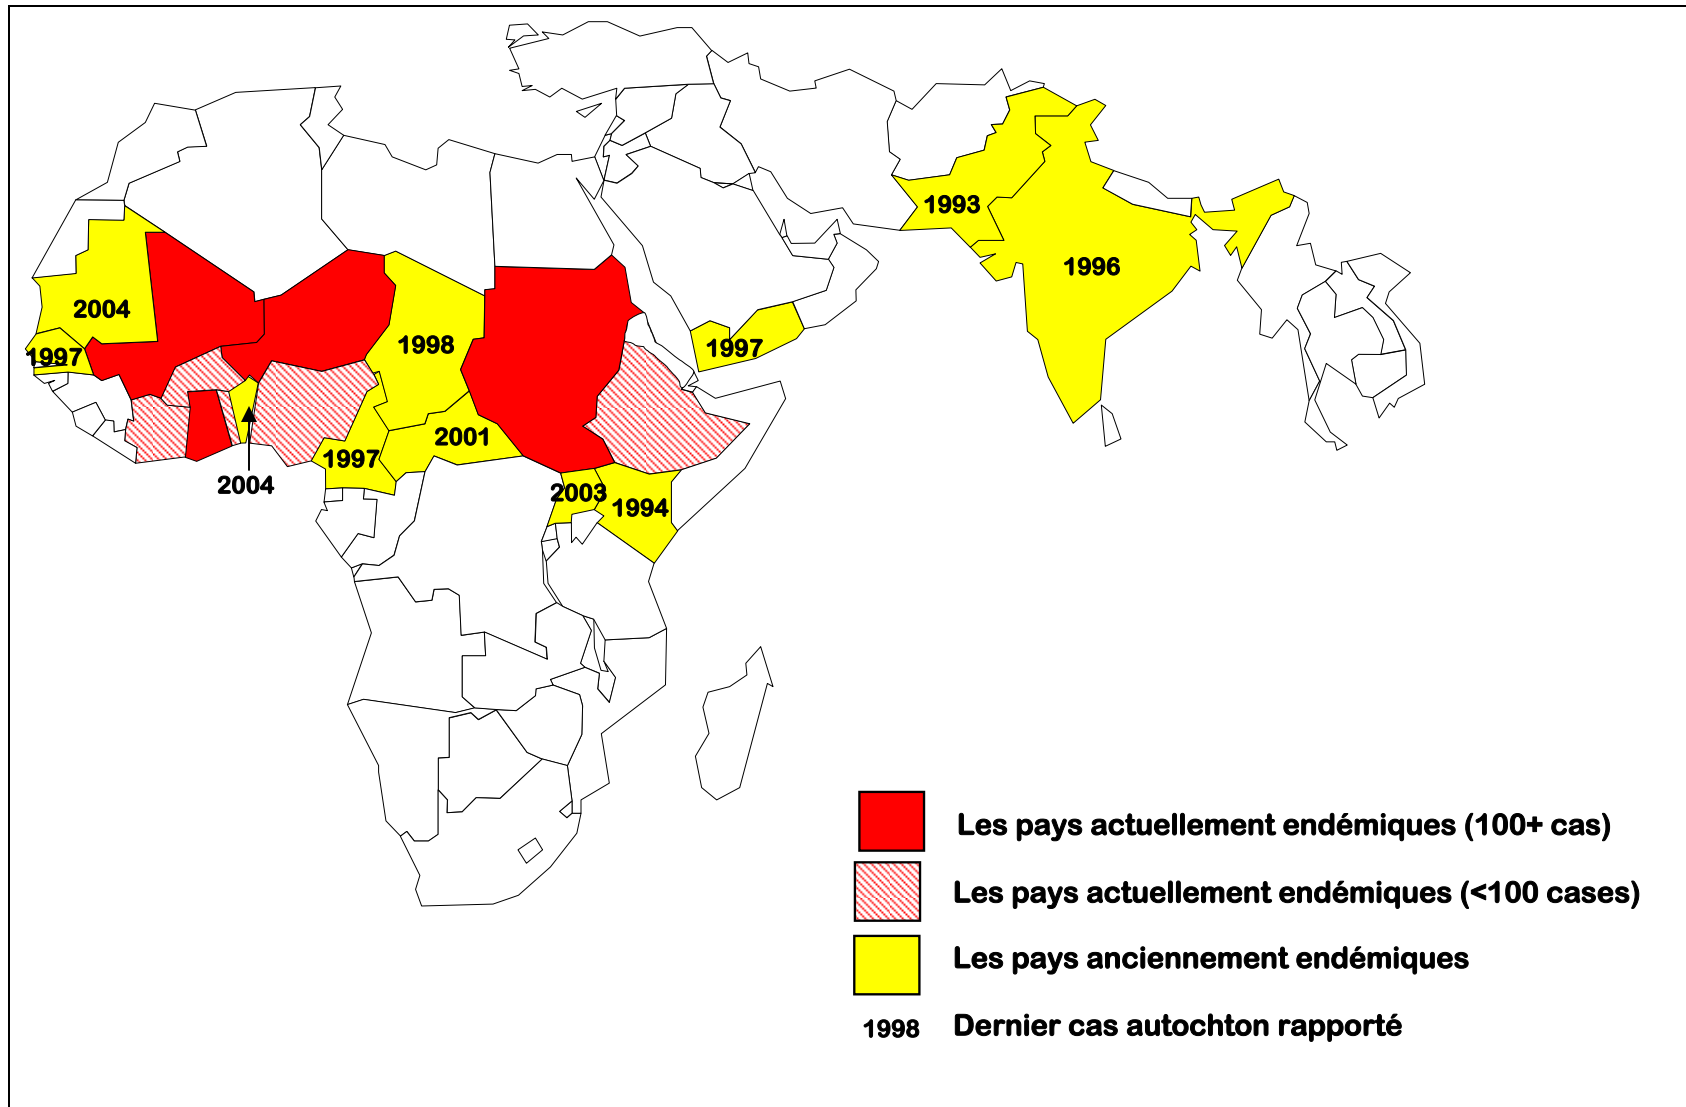 1993
1996
2004
1997
1998
1997
2001
1997
2004
2003
1994
Les pays actuellement endémiques (100+ cas)
Les pays actuellement endémiques (<100 cases)
Les pays anciennement endémiques
1998 Dernier cas autochton rapporté